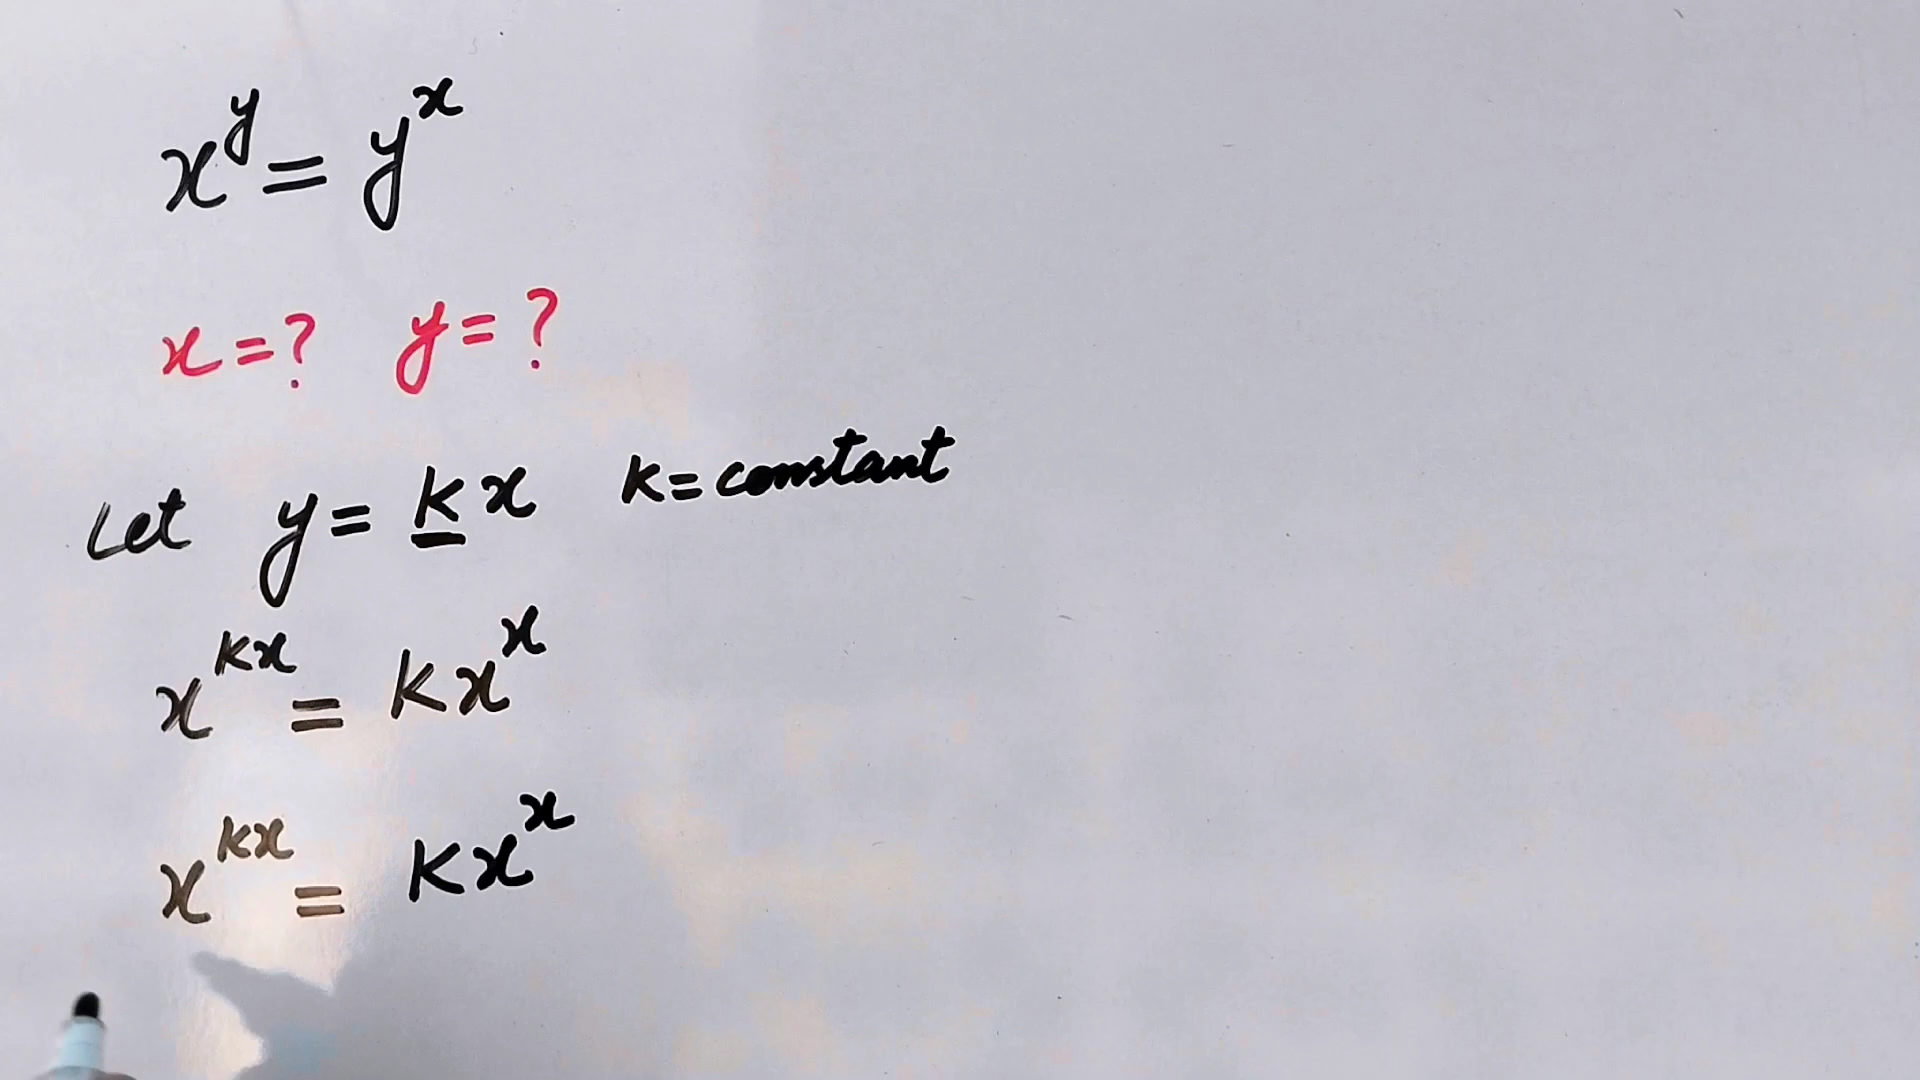 x^y = y^x
x = ? y = ?
Let y = kx k = constant
x^kx = kx^x
x^kx = kx^x